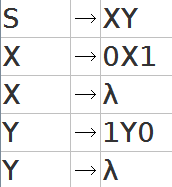 S → XY
X → 0X1
X → λ
Y → 1Y0
Y → λ